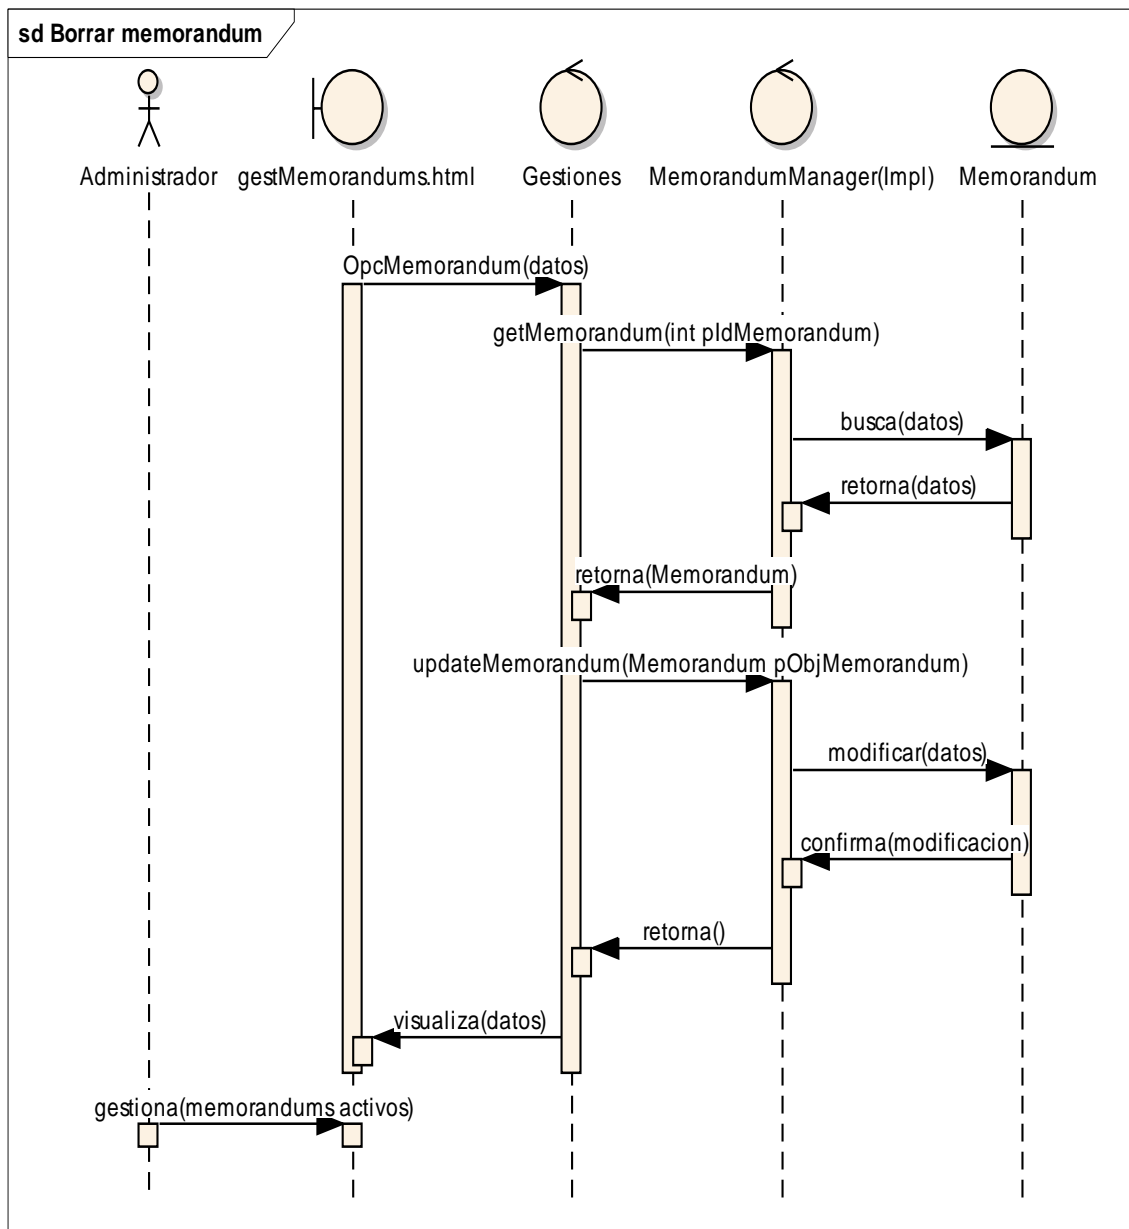 sd Borrar memorandum
Administrador
gestMemorandums.html
Gestiones
MemorandumManager(Impl)
Memorandum
OpcMemorandum(datos)
getMemorandum(int pIdMemorandum)
busca(datos)
retorna(datos)
retorna(Memorandum)
updateMemorandum(Memorandum pObjMemorandum)
modificar(datos)
confirma(modificacion)
retorna()
visualiza(datos)
gestiona(memorandums activos)